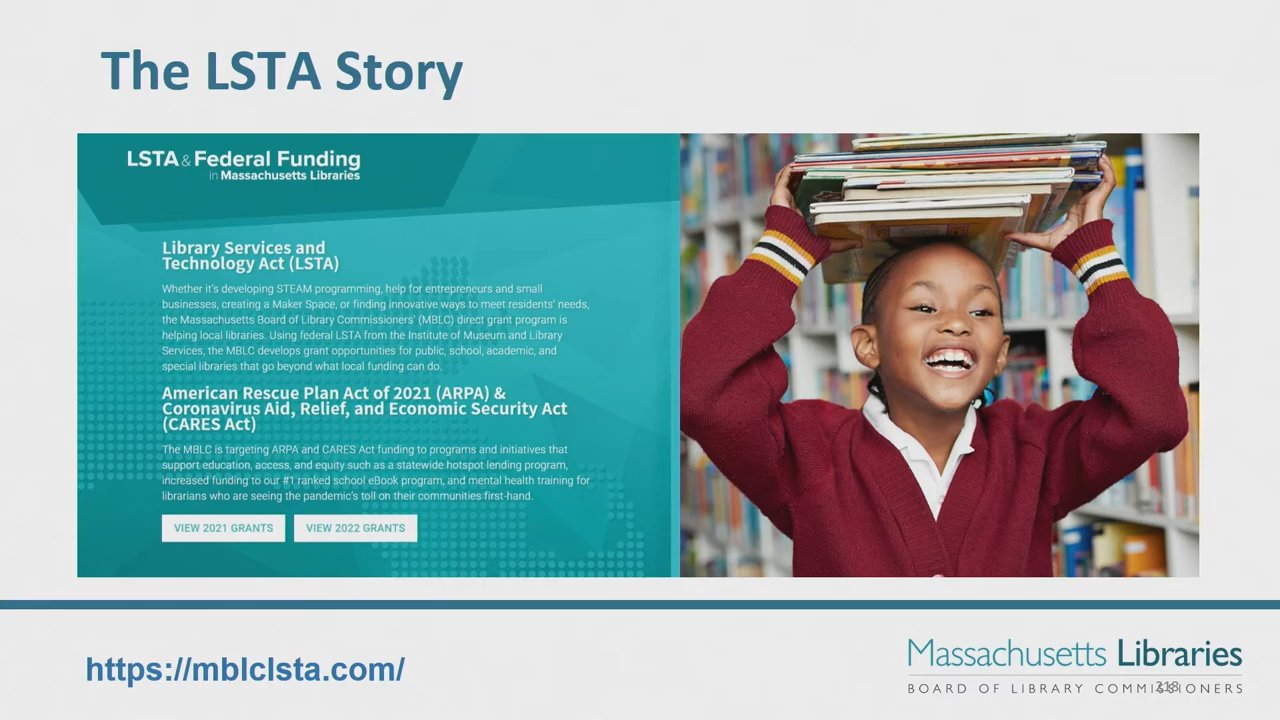 The LSTA Story
LSTA & Federal Funding
in Massachusetts Libraries
Library Services and
Technology Act (LSTA)
Whether it's developing STEAM programming, help for entrepreneurs and small
businesses, creating a Maker Space, or finding innovative ways to meet residents' needs,
the Massachusetts Board of Library Commissioners' (MBLC) direct grant program is
helping local libraries. Using federal LSTA from the Institute of Museum and Library
Services, the MBLC develops grant opportunities for public, school, academic, and
special libraries that go beyond what local funding can do.
American Rescue Plan Act of 2021 (ARPA) &
Coronavirus Aid, Relief, and Economic Security Act
(CARES Act)
The MBLC is targeting ARPA and CARES Act funding to programs and initiatives that
support education, access, and equity such as a statewide hotspot lending program,
increased funding to our #1 ranked school eBook program, and mental health training for
librarians who are seeing the pandemic's toll on their communities first-hand.
VIEW 2021 GRANTS VIEW 2022 GRANTS
https://mblclsta.com/
Massachusetts Libraries
BOARD OF LIBRARY COMMISSIONERS
218